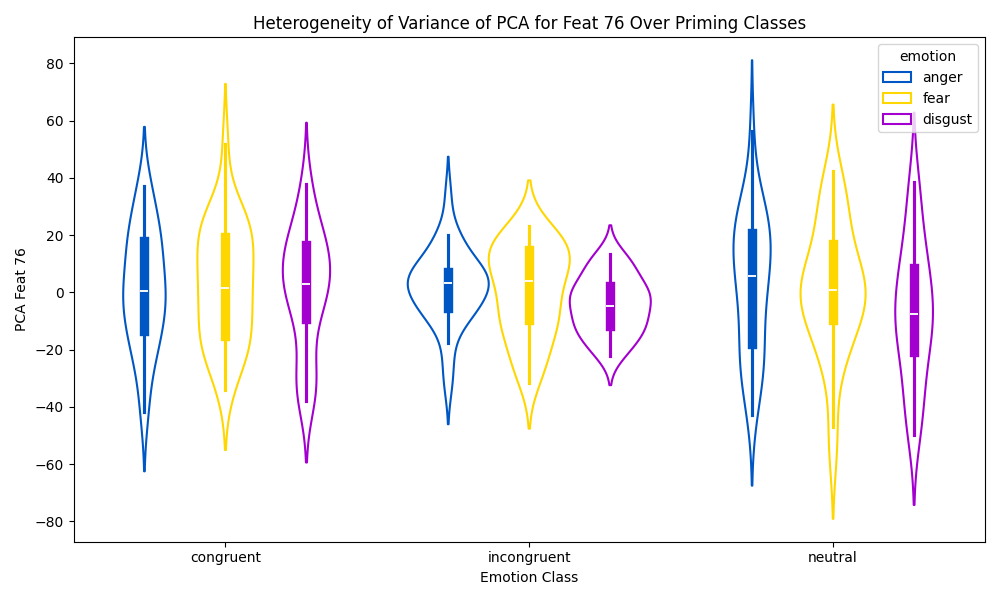 Heterogeneity of Variance of PCA for Feat 76 Over Priming Classes
emotion
anger
fear
disgust
PCA Feat 76
80
60
40
20
0
−20
−40
−60
−80
congruent
incongruent
neutral
Emotion Class